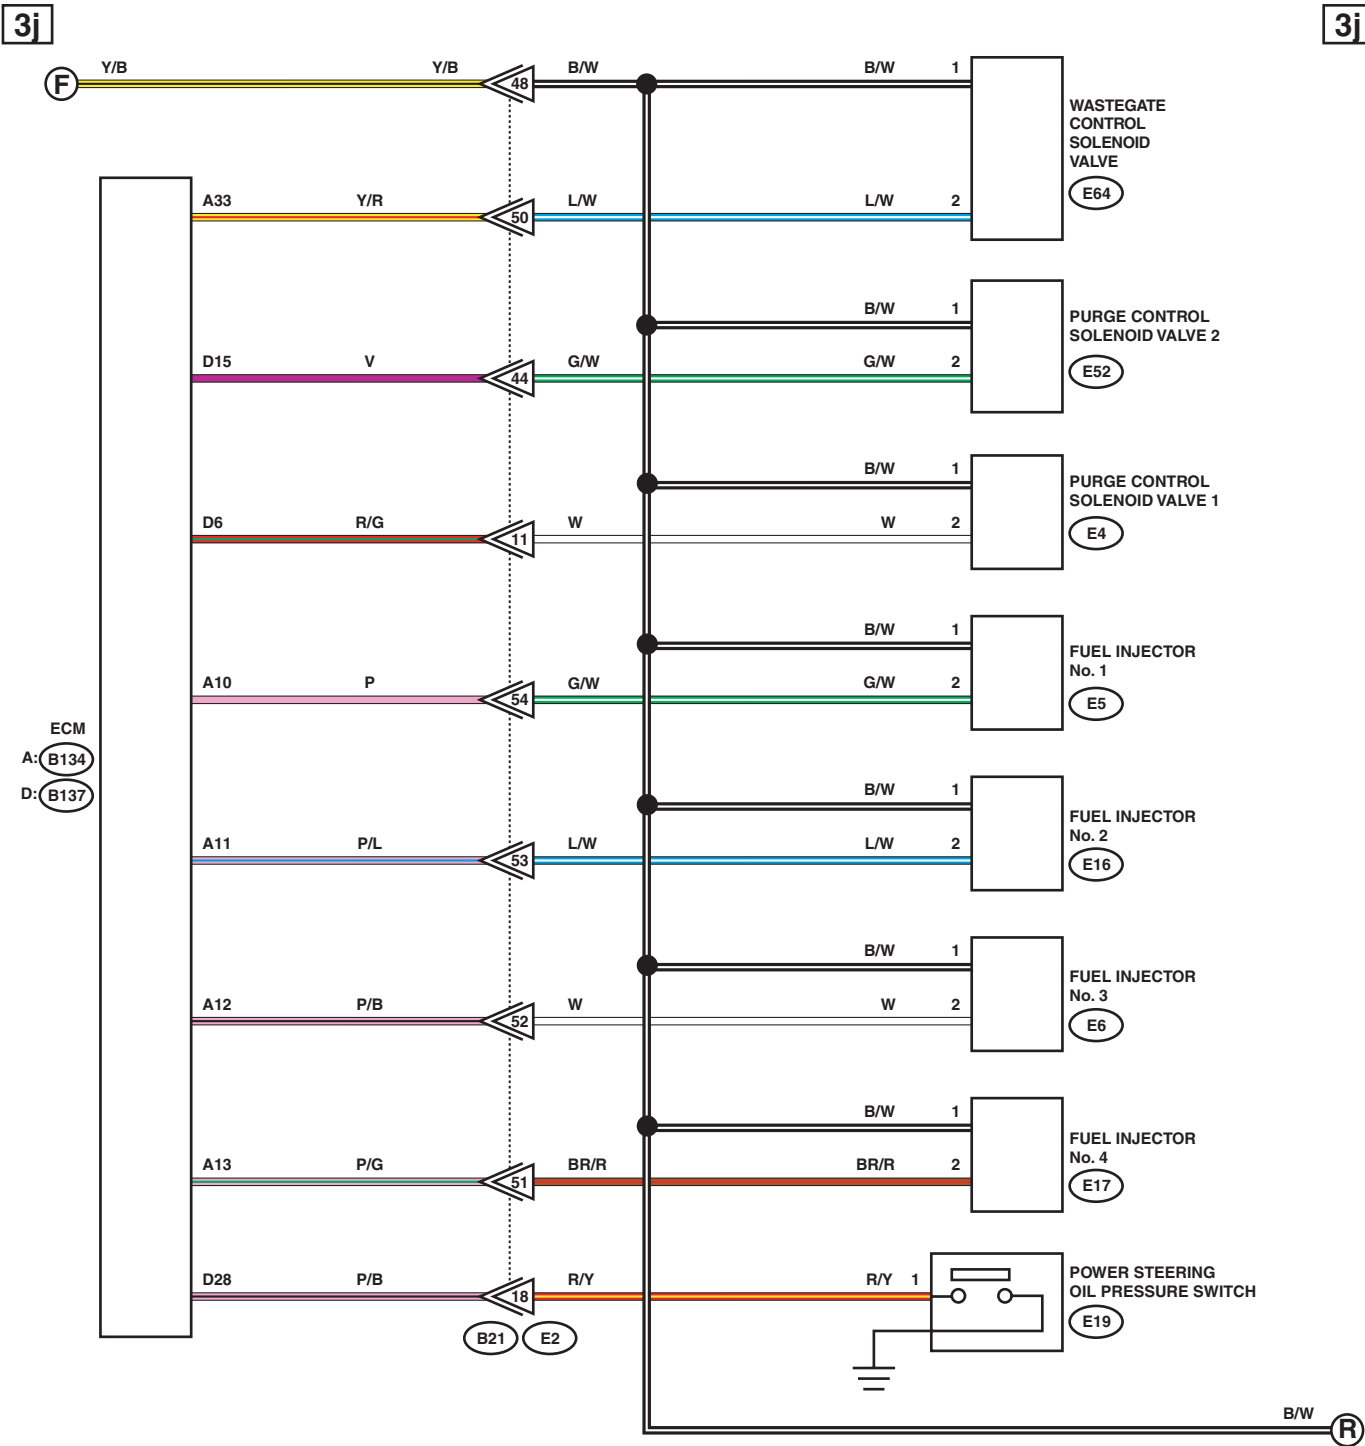 3j
3j
F
Y/B
Y/B
48
B/W
B/W
1
WASTEGATE
CONTROL
SOLENOID
VALVE
E64
A33
Y/R
50
L/W
L/W
2
B/W
1
PURGE CONTROL
SOLENOID VALVE 2
E52
D15
V
44
G/W
G/W
2
B/W
1
PURGE CONTROL
SOLENOID VALVE 1
E4
D6
R/G
11
W
W
2
B/W
1
FUEL INJECTOR
No. 1
E5
A10
P
54
G/W
G/W
2
ECM
A: B134
D: B137
B/W
1
FUEL INJECTOR
No. 2
E16
A11
P/L
53
L/W
L/W
2
B/W
1
FUEL INJECTOR
No. 3
E6
A12
P/B
52
W
W
2
B/W
1
FUEL INJECTOR
No. 4
E17
A13
P/G
51
BR/R
BR/R
2
D28
P/B
18
R/Y
R/Y
1
POWER STEERING
OIL PRESSURE SWITCH
E19
B21
E2
B/W
R